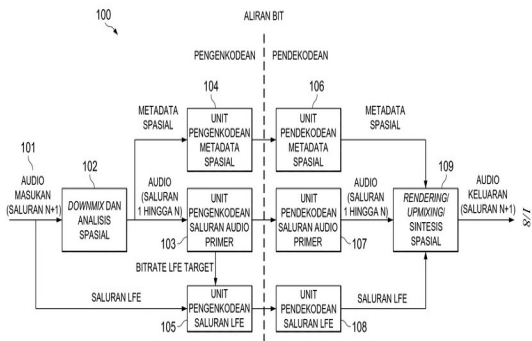 100
ALIRAN BIT
PENGENKODEAN
PENDEKODEAN
104
UNIT
PENGENKODEAN
METADATA
SPASIAL
106
UNIT
PENDEKODEAN
METADATA
SPASIAL
METADATA
SPASIAL
METADATA
SPASIAL
101
AUDIO
MASUKAN
(SALURAN N+1)
102
DOWNMIX DAN
ANALISIS
SPASIAL
AUDIO
(SALURAN
1 HINGGA N)
UNIT
PENGENKODEAN
SALURAN AUDIO
PRIMER
103
UNIT
PENDEKODEAN
SALURAN AUDIO
PRIMER
107
AUDIO
(SALURAN
1 HINGGA N)
109
RENDERING/
UPMIXING/
SINTESIS
SPASIAL
AUDIO
KELUARAN
(SALURAN N+1)
1/8
BITRATE LFE TARGET
SALURAN LFE
UNIT
PENGENKODEAN
SALURAN LFE
105
UNIT
PENDEKODEAN
SALURAN LFE
108
SALURAN LFE